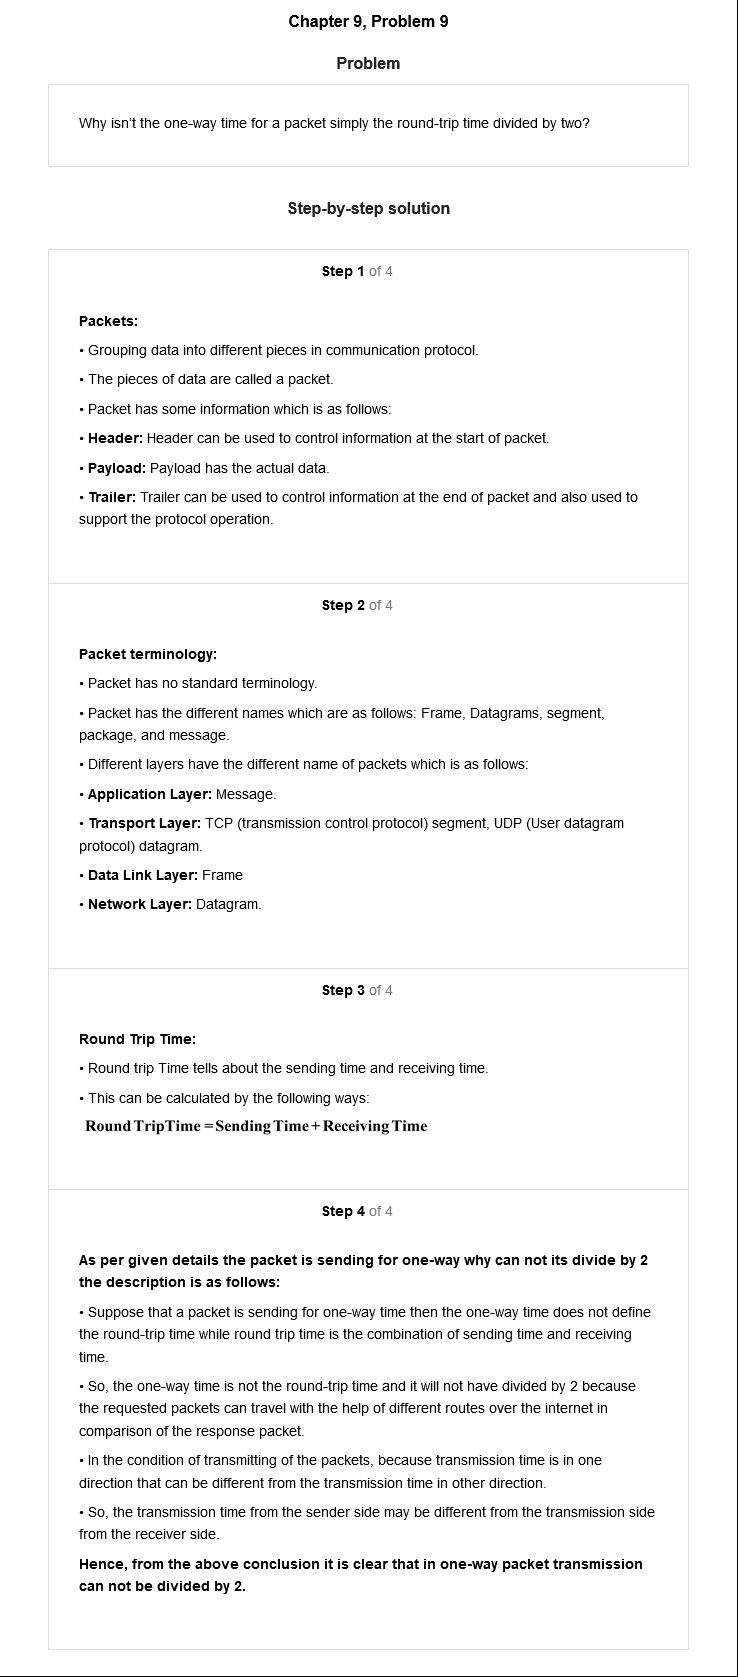 Chapter 9, Problem 9
Problem
Why isn't the one-way time for a packet simply the round-trip time divided by two?
Step-by-step solution
Step 1 of 4
Packets:
• Grouping data into different pieces in communication protocol.
• The pieces of data are called a packet.
• Packet has some information which is as follows:
• Header: Header can be used to control information at the start of packet.
• Payload: Payload has the actual data.
• Trailer: Trailer can be used to control information at the end of packet and also used to
support the protocol operation.
Step 2 of 4
Packet terminology:
• Packet has no standard terminology.
• Packet has the different names which are as follows: Frame, Datagrams, segment,
package, and message.
• Different layers have the different name of packets which is as follows:
• Application Layer: Message.
• Transport Layer: TCP (transmission control protocol) segment, UDP (User datagram
protocol) datagram.
• Data Link Layer: Frame
• Network Layer: Datagram.
Step 3 of 4
Round Trip Time:
• Round trip Time tells about the sending time and receiving time.
• This can be calculated by the following ways:
Round Trip Time = Sending Time + Receiving Time
Step 4 of 4
As per given details the packet is sending for one-way why can not its divide by 2
the description is as follows:
• Suppose that a packet is sending for one-way time then the one-way time does not define
the round-trip time while round trip time is the combination of sending time and receiving
time.
• So, the one-way time is not the round-trip time and it will not have divided by 2 because
the requested packets can travel with the help of different routes over the internet in
comparison of the response packet.
• In the condition of transmitting of the packets, because transmission time is in one
direction that can be different from the transmission time in other direction.
• So, the transmission time from the sender side may be different from the transmission side
from the receiver side.
Hence, from the above conclusion it is clear that in one-way packet transmission
can not be divided by 2.